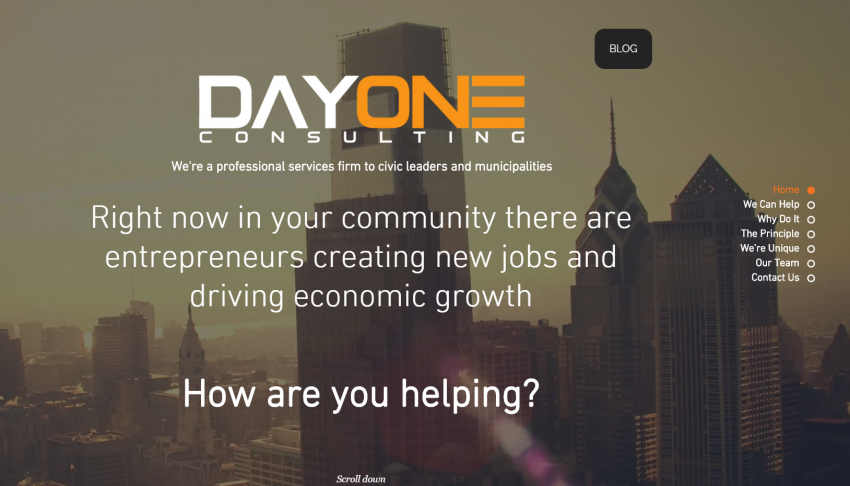 BLOG
DAYONE
CONSULTING
We're a professional services firm to civic leaders and municipalities
Right now in your community there are
entrepreneurs creating new jobs and
driving economic growth
How are you helping?
Home
We Can Help
Why Do It
The Principle
We're Unique
Our Team
Contact Us
Scroll down